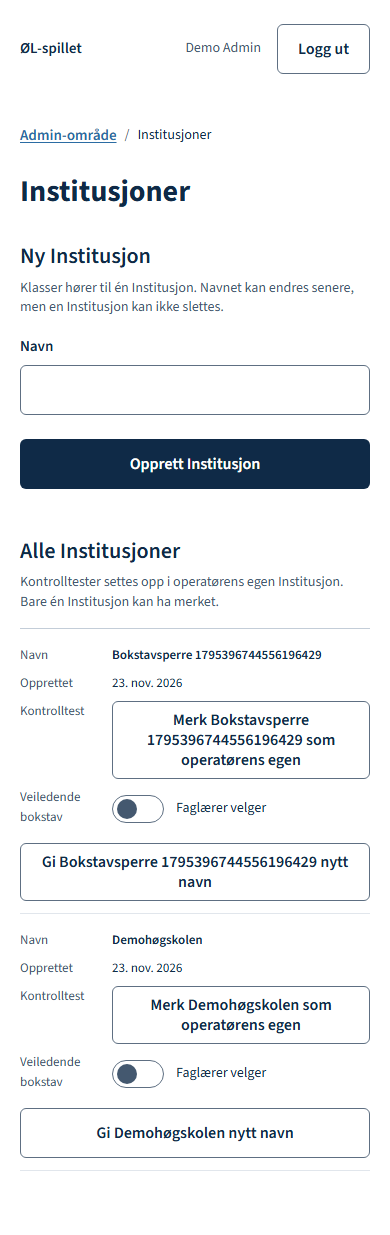 ØL-spillet
Demo Admin
Logg ut
Admin-område / Institusjoner
Institusjoner
Ny Institusjon
Klasser hører til én Institusjon. Navnet kan endres senere,
men en Institusjon kan ikke slettes.
Navn
Opprett Institusjon
Alle Institusjoner
Kontrolltester settes opp i operatørens egen Institusjon.
Bare én Institusjon kan ha merket.
Navn Bokstavsperre 1795396744556196429
Opprettet 23. nov. 2026
Kontrolltest
Merk Bokstavsperre
1795396744556196429 som
operatørens egen
Veiledende
bokstav
Faglærer velger
Gi Bokstavsperre 1795396744556196429 nytt
navn
Navn Demohøgskolen
Opprettet 23. nov. 2026
Kontrolltest
Merk Demohøgskolen som
operatørens egen
Veiledende
bokstav
Faglærer velger
Gi Demohøgskolen nytt navn